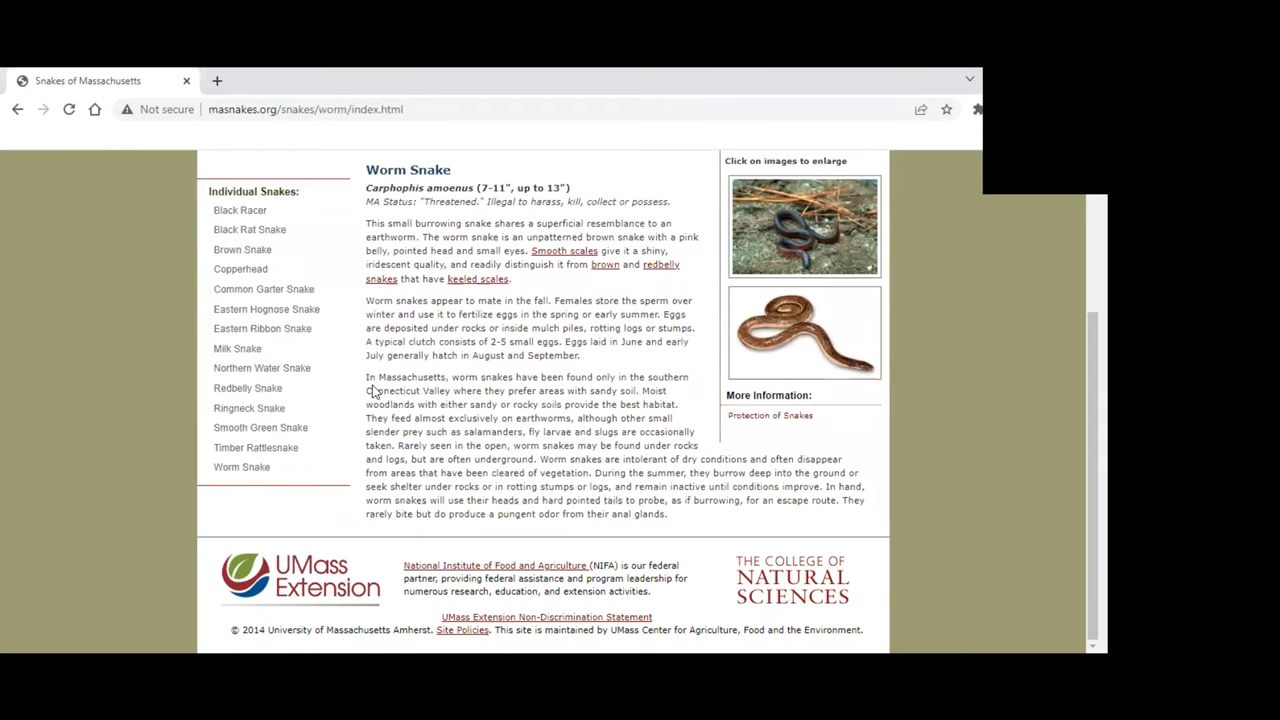 Snakes of Massachusetts
Not secure
masnakes.org/snakes/worm/index.html
Individual Snakes:
Black Racer
Black Rat Snake
Brown Snake
Copperhead
Common Garter Snake
Eastern Hognose Snake
Eastern Ribbon Snake
Milk Snake
Northern Water Snake
Redbelly Snake
Ringneck Snake
Smooth Green Snake
Timber Rattlesnake
Worm Snake
Worm Snake
Carphophis amoenus (7-11", up to 13")
MA Status: "Threatened." Illegal to harass, kill, collect or possess.
This small burrowing snake shares a superficial resemblance to an
earthworm. The worm snake is an unpatterned brown snake with a pink
belly, pointed head and small eyes. Smooth scales give it a shiny,
iridescent quality, and readily distinguish it from brown and redbelly
snakes that have keeled scales.
Worm snakes appear to mate in the fall. Females store the sperm over
winter and use it to fertilize eggs in the spring or early summer. Eggs
are deposited under rocks or inside mulch piles, rotting logs or stumps.
A typical clutch consists of 2-5 small eggs. Eggs laid in June and early
July generally hatch in August and September.
In Massachusetts, worm snakes have been found only in the southern
Connecticut Valley where they prefer areas with sandy soil. Moist
woodlands with either sandy or rocky soils provide the best habitat.
They feed almost exclusively on earthworms, although other small
slender prey such as salamanders, fly larvae and slugs are occasionally
taken. Rarely seen in the open, worm snakes may be found under rocks
and logs, but are often underground. Worm snakes are intolerant of dry conditions and often disappear
from areas that have been cleared of vegetation. During the summer, they burrow deep into the ground or
seek shelter under rocks or in rotting stumps or logs, and remain inactive until conditions improve. In hand,
worm snakes will use their heads and hard pointed tails to probe, as if burrowing, for an escape route. They
rarely bite but do produce a pungent odor from their anal glands.
Click on images to enlarge
More Information:
Protection of Snakes
UMass
Extension
National Institute of Food and Agriculture (NIFA) is our federal
partner, providing federal assistance and program leadership for
numerous research, education, and extension activities.
THE COLLEGE OF
NATURAL
SCIENCES
UMass Extension Non-Discrimination Statement
© 2014 University of Massachusetts Amherst. Site Policies. This site is maintained by UMass Center for Agriculture, Food and the Environment.